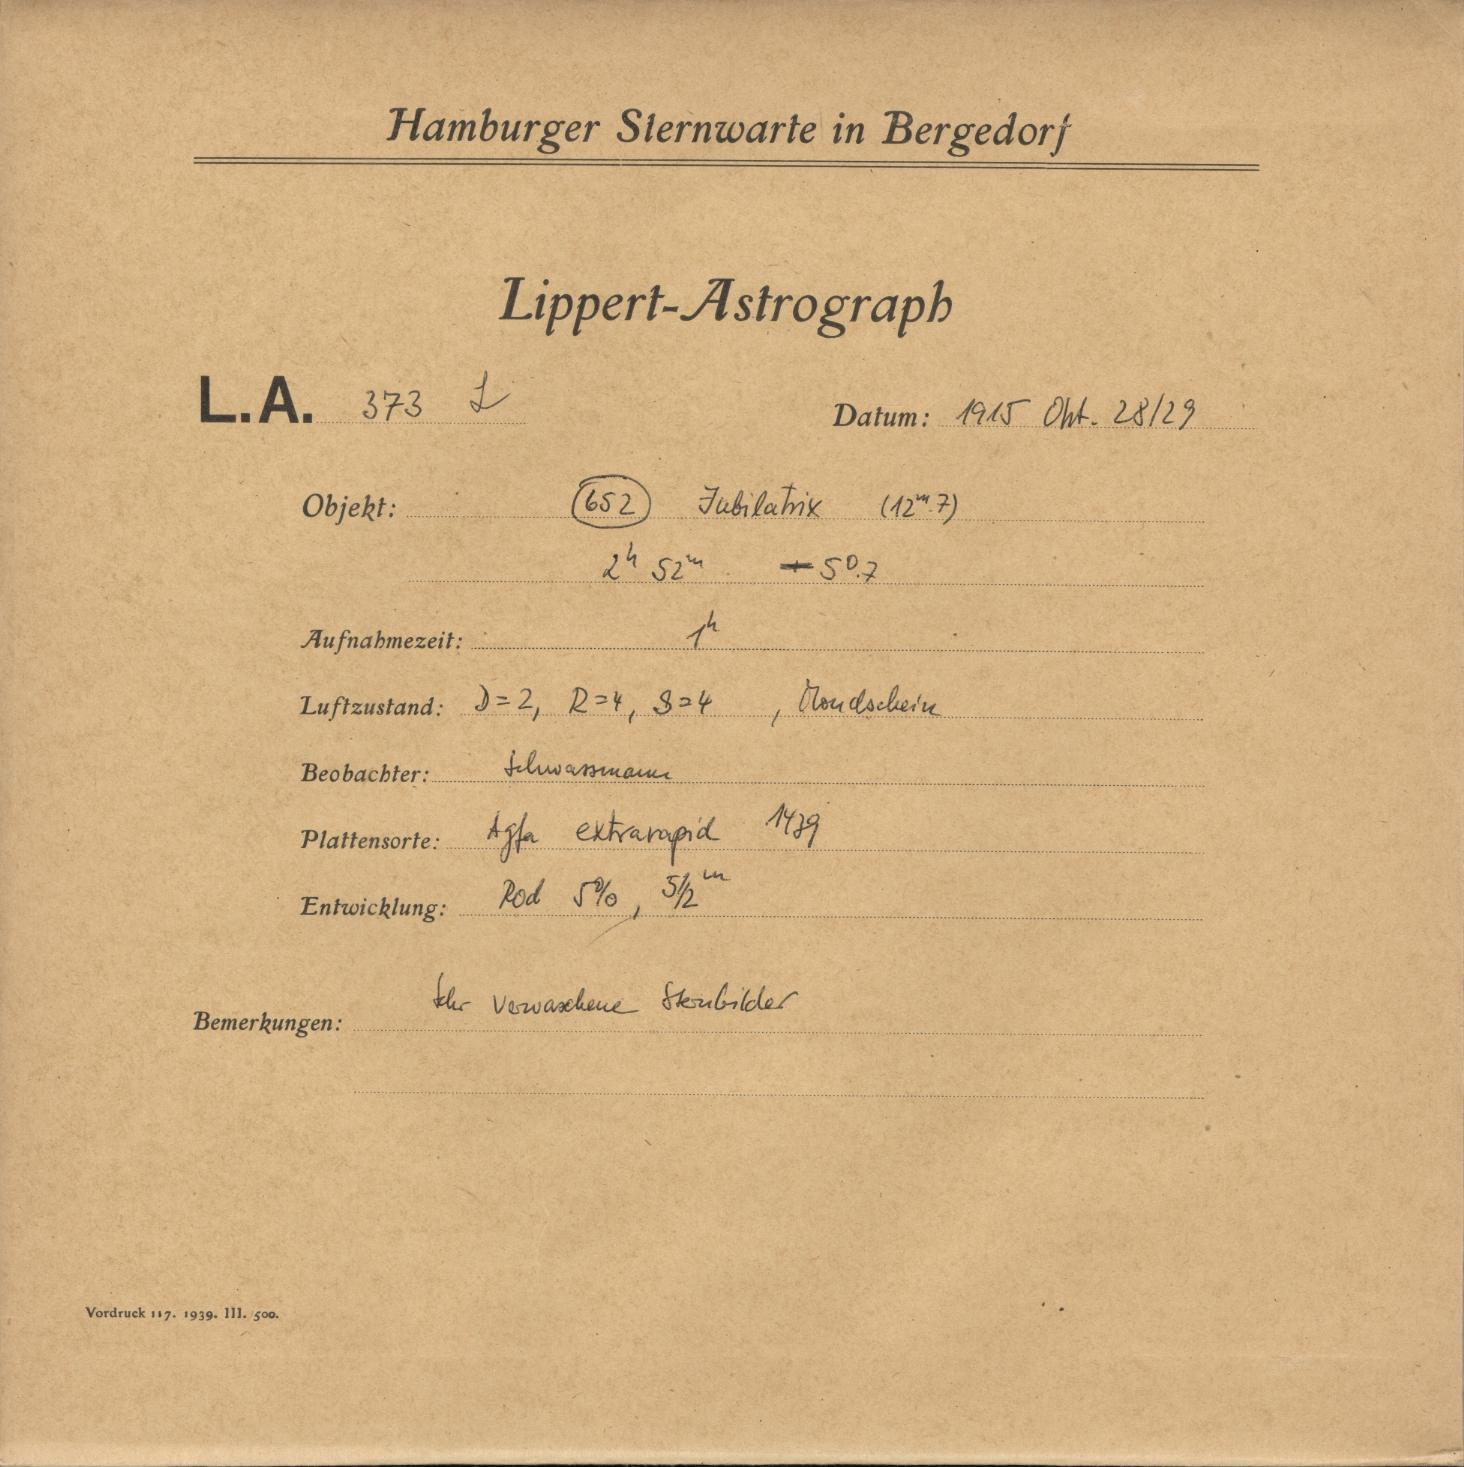 Hamburger Sternwarte in Bergedorf
Lippert-Astrograph
L.A. 373 L
Datum: 1915 Okt. 28/29
Objekt: 652 Jubilatrix (12ᵐ.7)
2ʰ 52ᵐ – 5⁰.7
Aufnahmezeit: 1ʰ
Luftzustand: D=2, R=4, S=4 , Mondschein
Beobachter: Schwassmann
Plattensorte: Agfa extrarapid 1439
Entwicklung: Rod 5%, 5½ᵐ
Bemerkungen: Sehr verwaschene Sternbilder
Vordruck 117. 1939. III. 500.